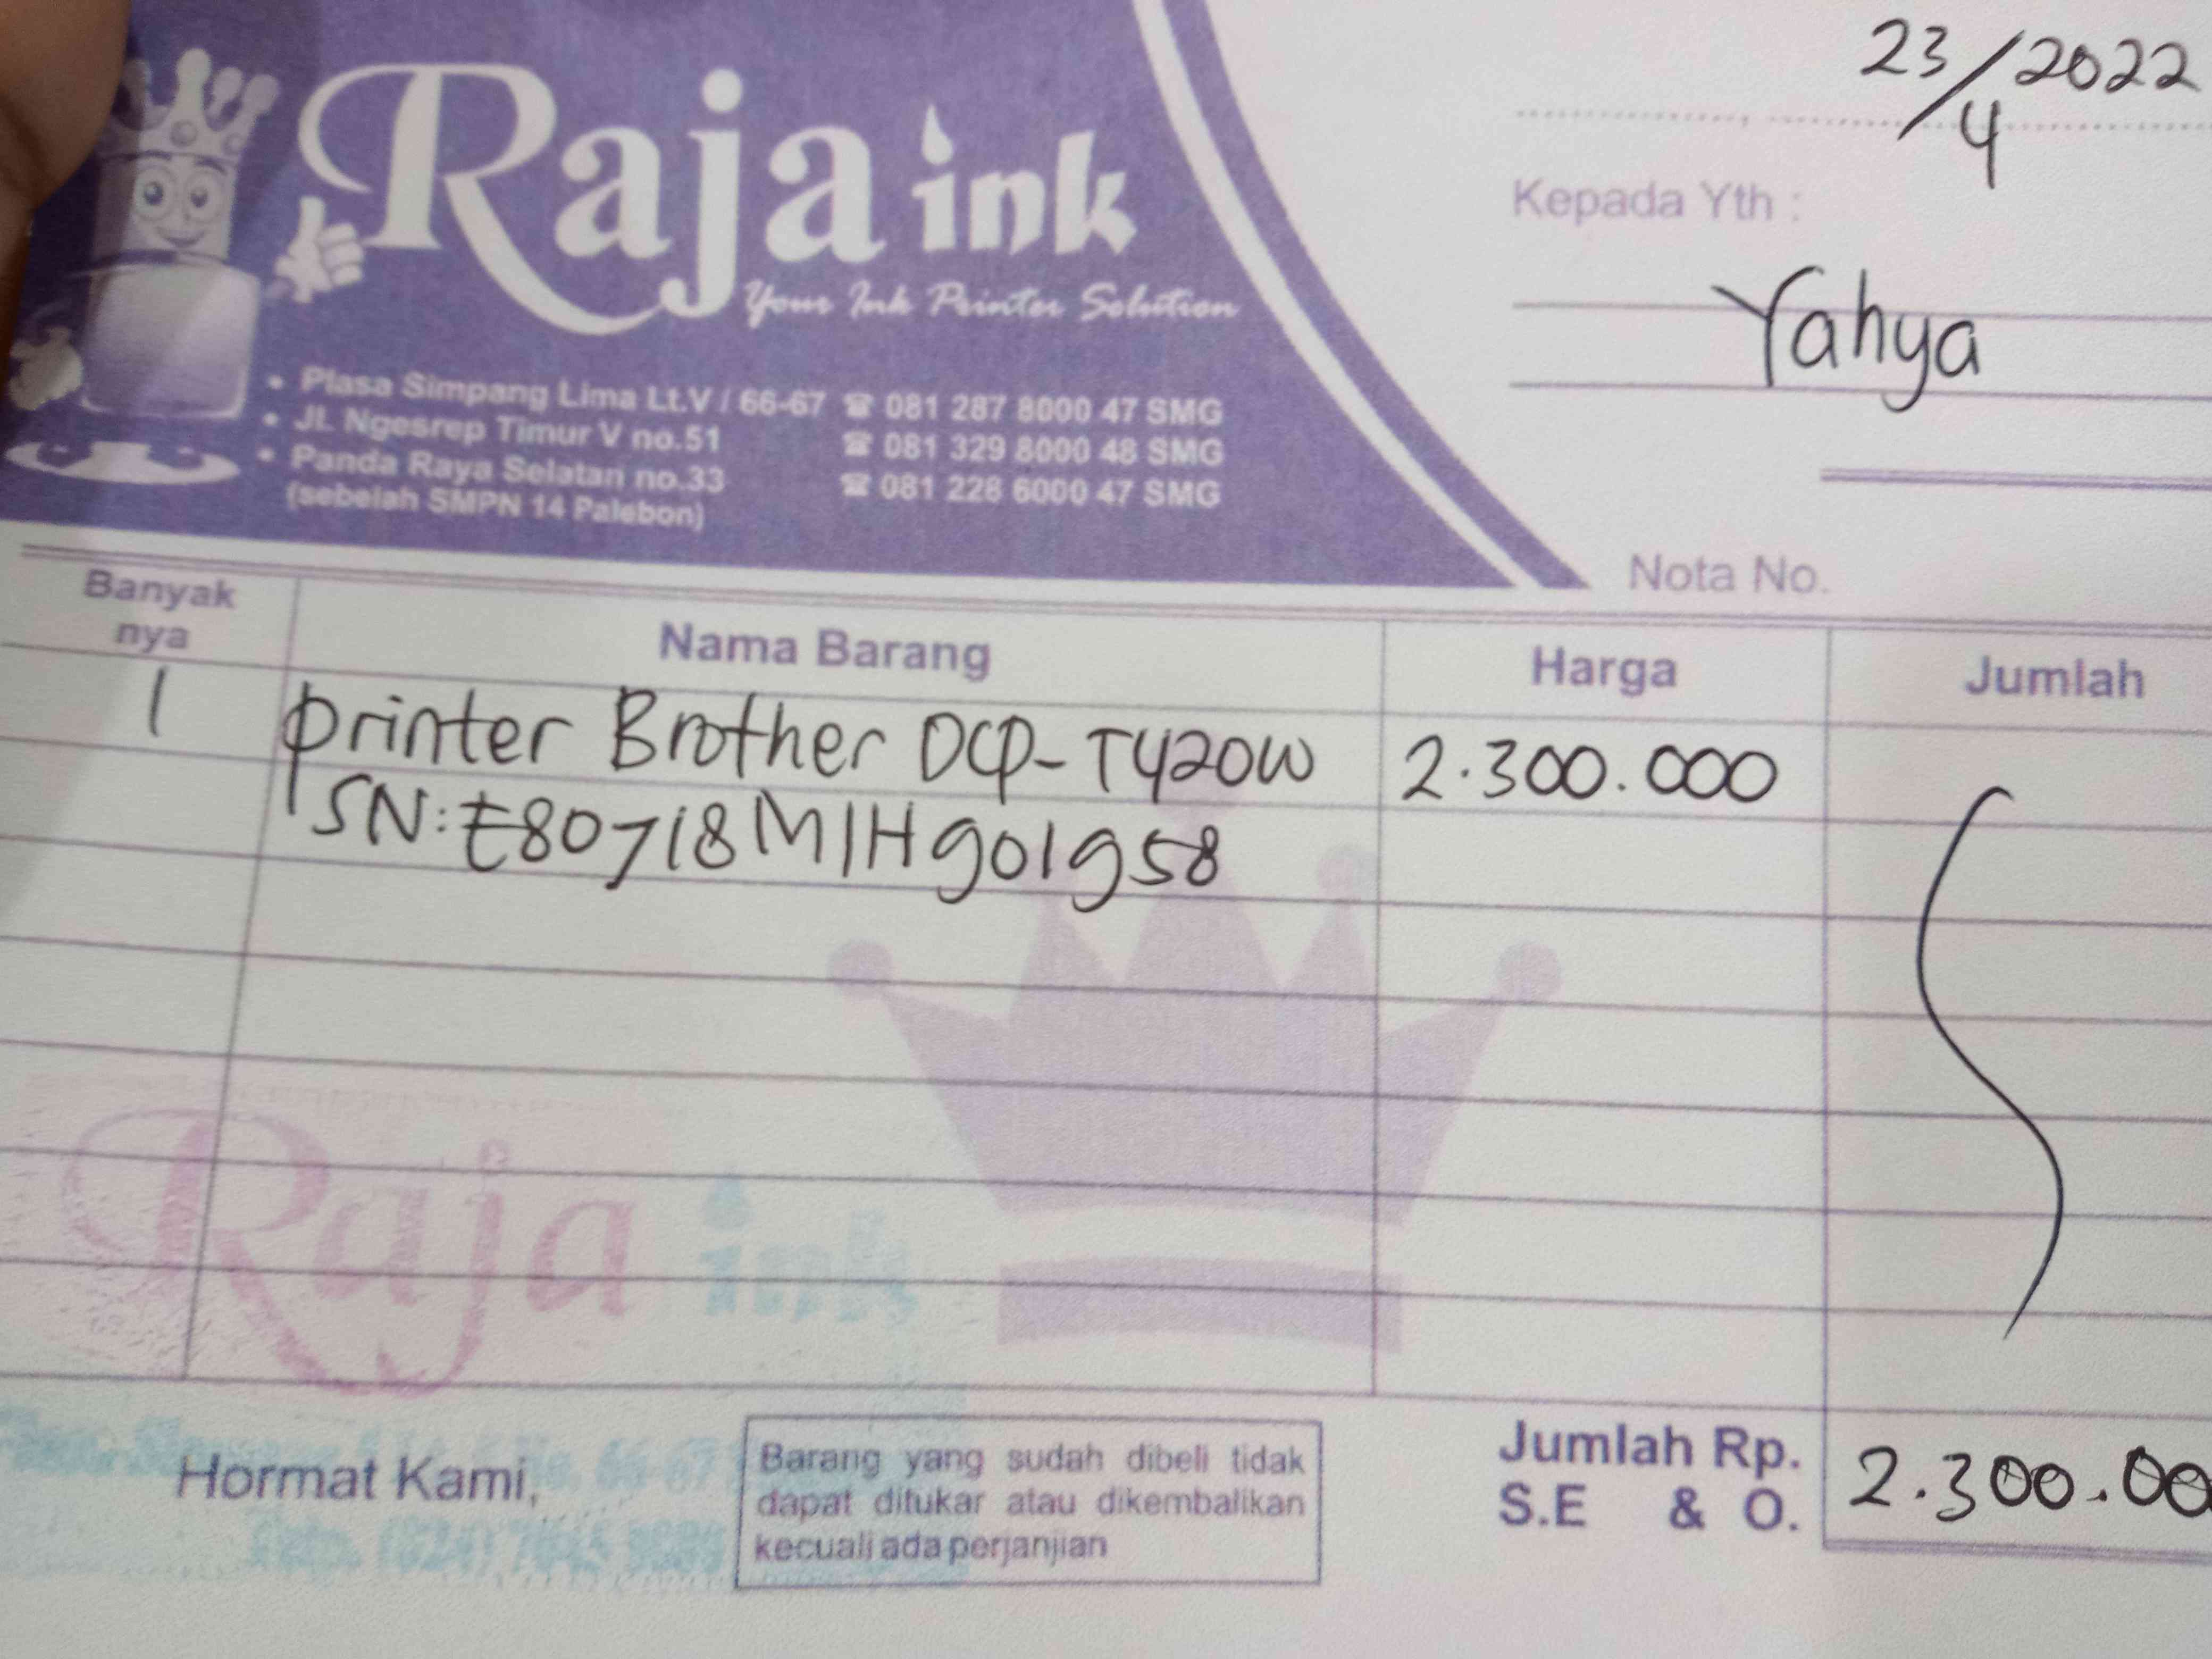 23/4 2022
Raja ink
Your Ink Printer Solution
Kepada Yth :
Yahya
• Plasa Simpang Lima Lt.V / 66-67 ☎ 081 287 8000 47 SMG
• Jl. Ngesrep Timur V no.51 ☎ 081 329 8000 48 SMG
• Panda Raya Selatan no.33 ☎ 081 228 6000 47 SMG
(sebelah SMPN 14 Palebon)
Nota No.
Banyak
nya
Nama Barang
Harga
Jumlah
1 printer Brother DCP-T420W 2.300.000
SN:E80718M1H901958
Raja ink
Hormat Kami,
Barang yang sudah dibeli tidak
dapat ditukar atau dikembalikan
kecuali ada perjanjian
Jumlah Rp.
S.E & O.
2.300.00